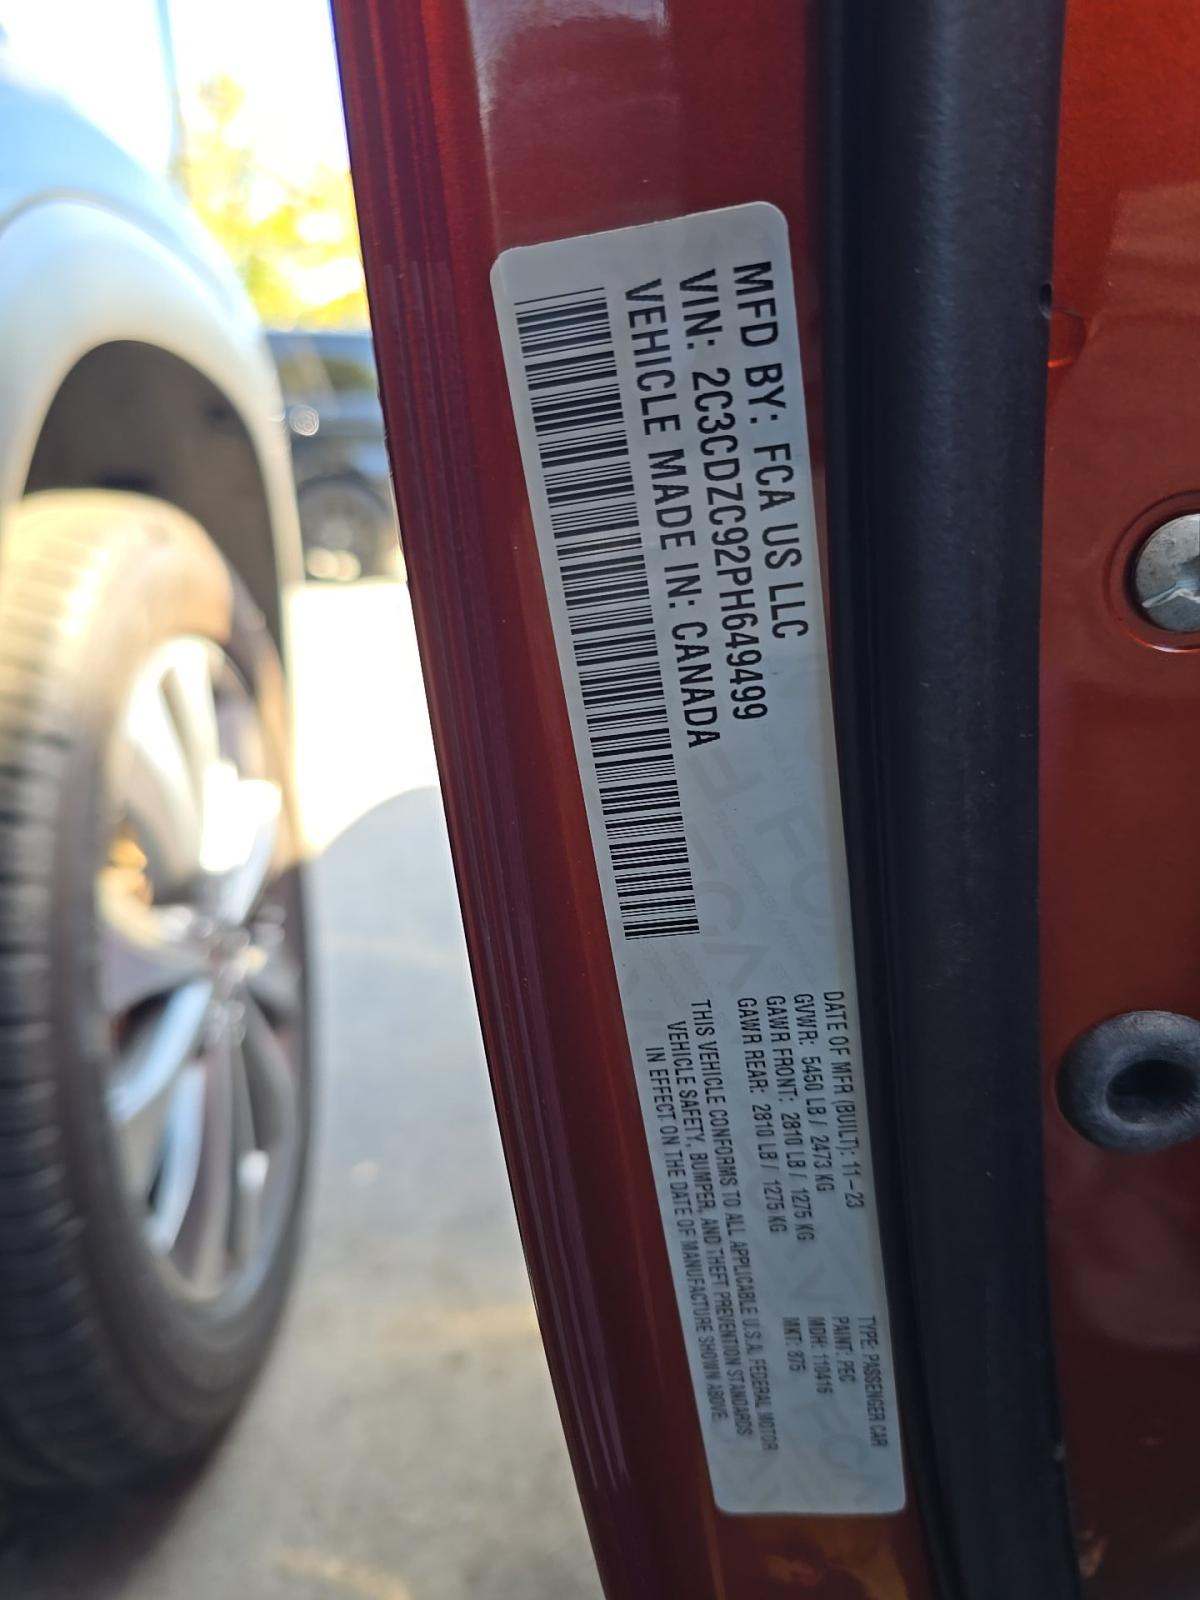 MFD BY: FCA US LLC
VIN: 2C3CDZC92PH649499
VEHICLE MADE IN: CANADA
DATE OF MFR (BUILT): 11-23
GVWR: 5450 LB / 2473 KG
GAWR FRONT: 2810 LB / 1275 KG
GAWR REAR: 2810 LB / 1275 KG
TYPE: PASSENGER CAR
PAINT: PEC
MDH: 110416
MKT: 875
THIS VEHICLE CONFORMS TO ALL APPLICABLE U.S.A. FEDERAL MOTOR
VEHICLE SAFETY, BUMPER, AND THEFT PREVENTION STANDARDS
IN EFFECT ON THE DATE OF MANUFACTURE SHOWN ABOVE.